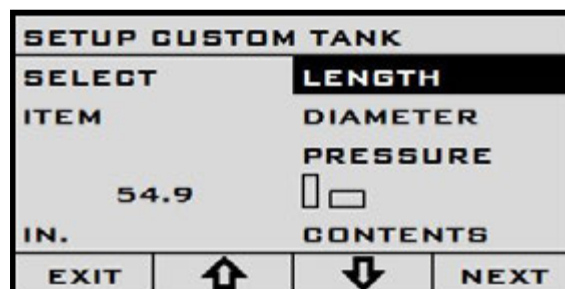 SETUP CUSTOM TANK
SELECT LENGTH
ITEM DIAMETER
PRESSURE
54.9
IN. CONTENTS
EXIT NEXT